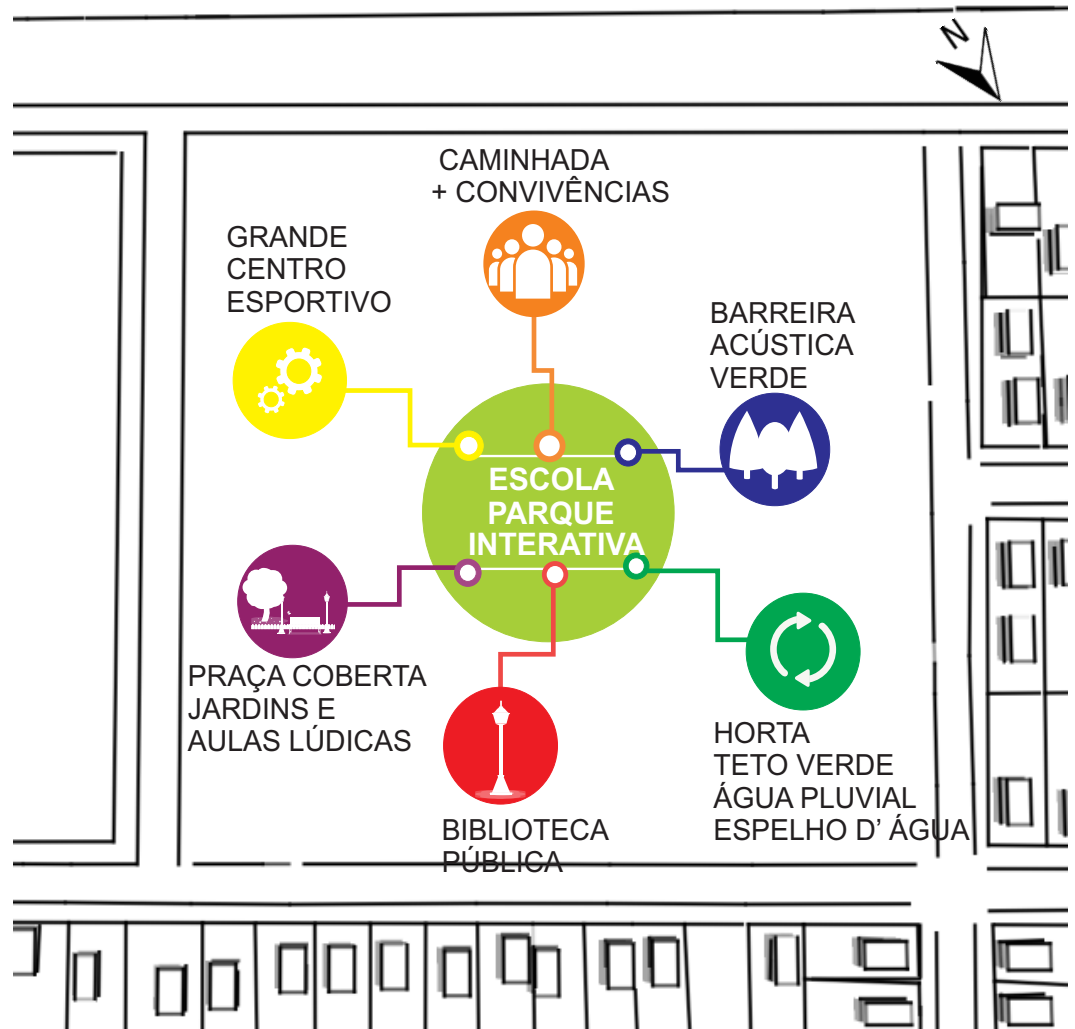 N
CAMINHADA
+ CONVIVÊNCIAS
GRANDE
CENTRO
ESPORTIVO
BARREIRA
ACÚSTICA
VERDE
ESCOLA
PARQUE
INTERATIVA
PRAÇA COBERTA
JARDINS E
AULAS LÚDICAS
HORTA
TETO VERDE
ÁGUA PLUVIAL
ESPELHO D' ÁGUA
BIBLIOTECA
PÚBLICA